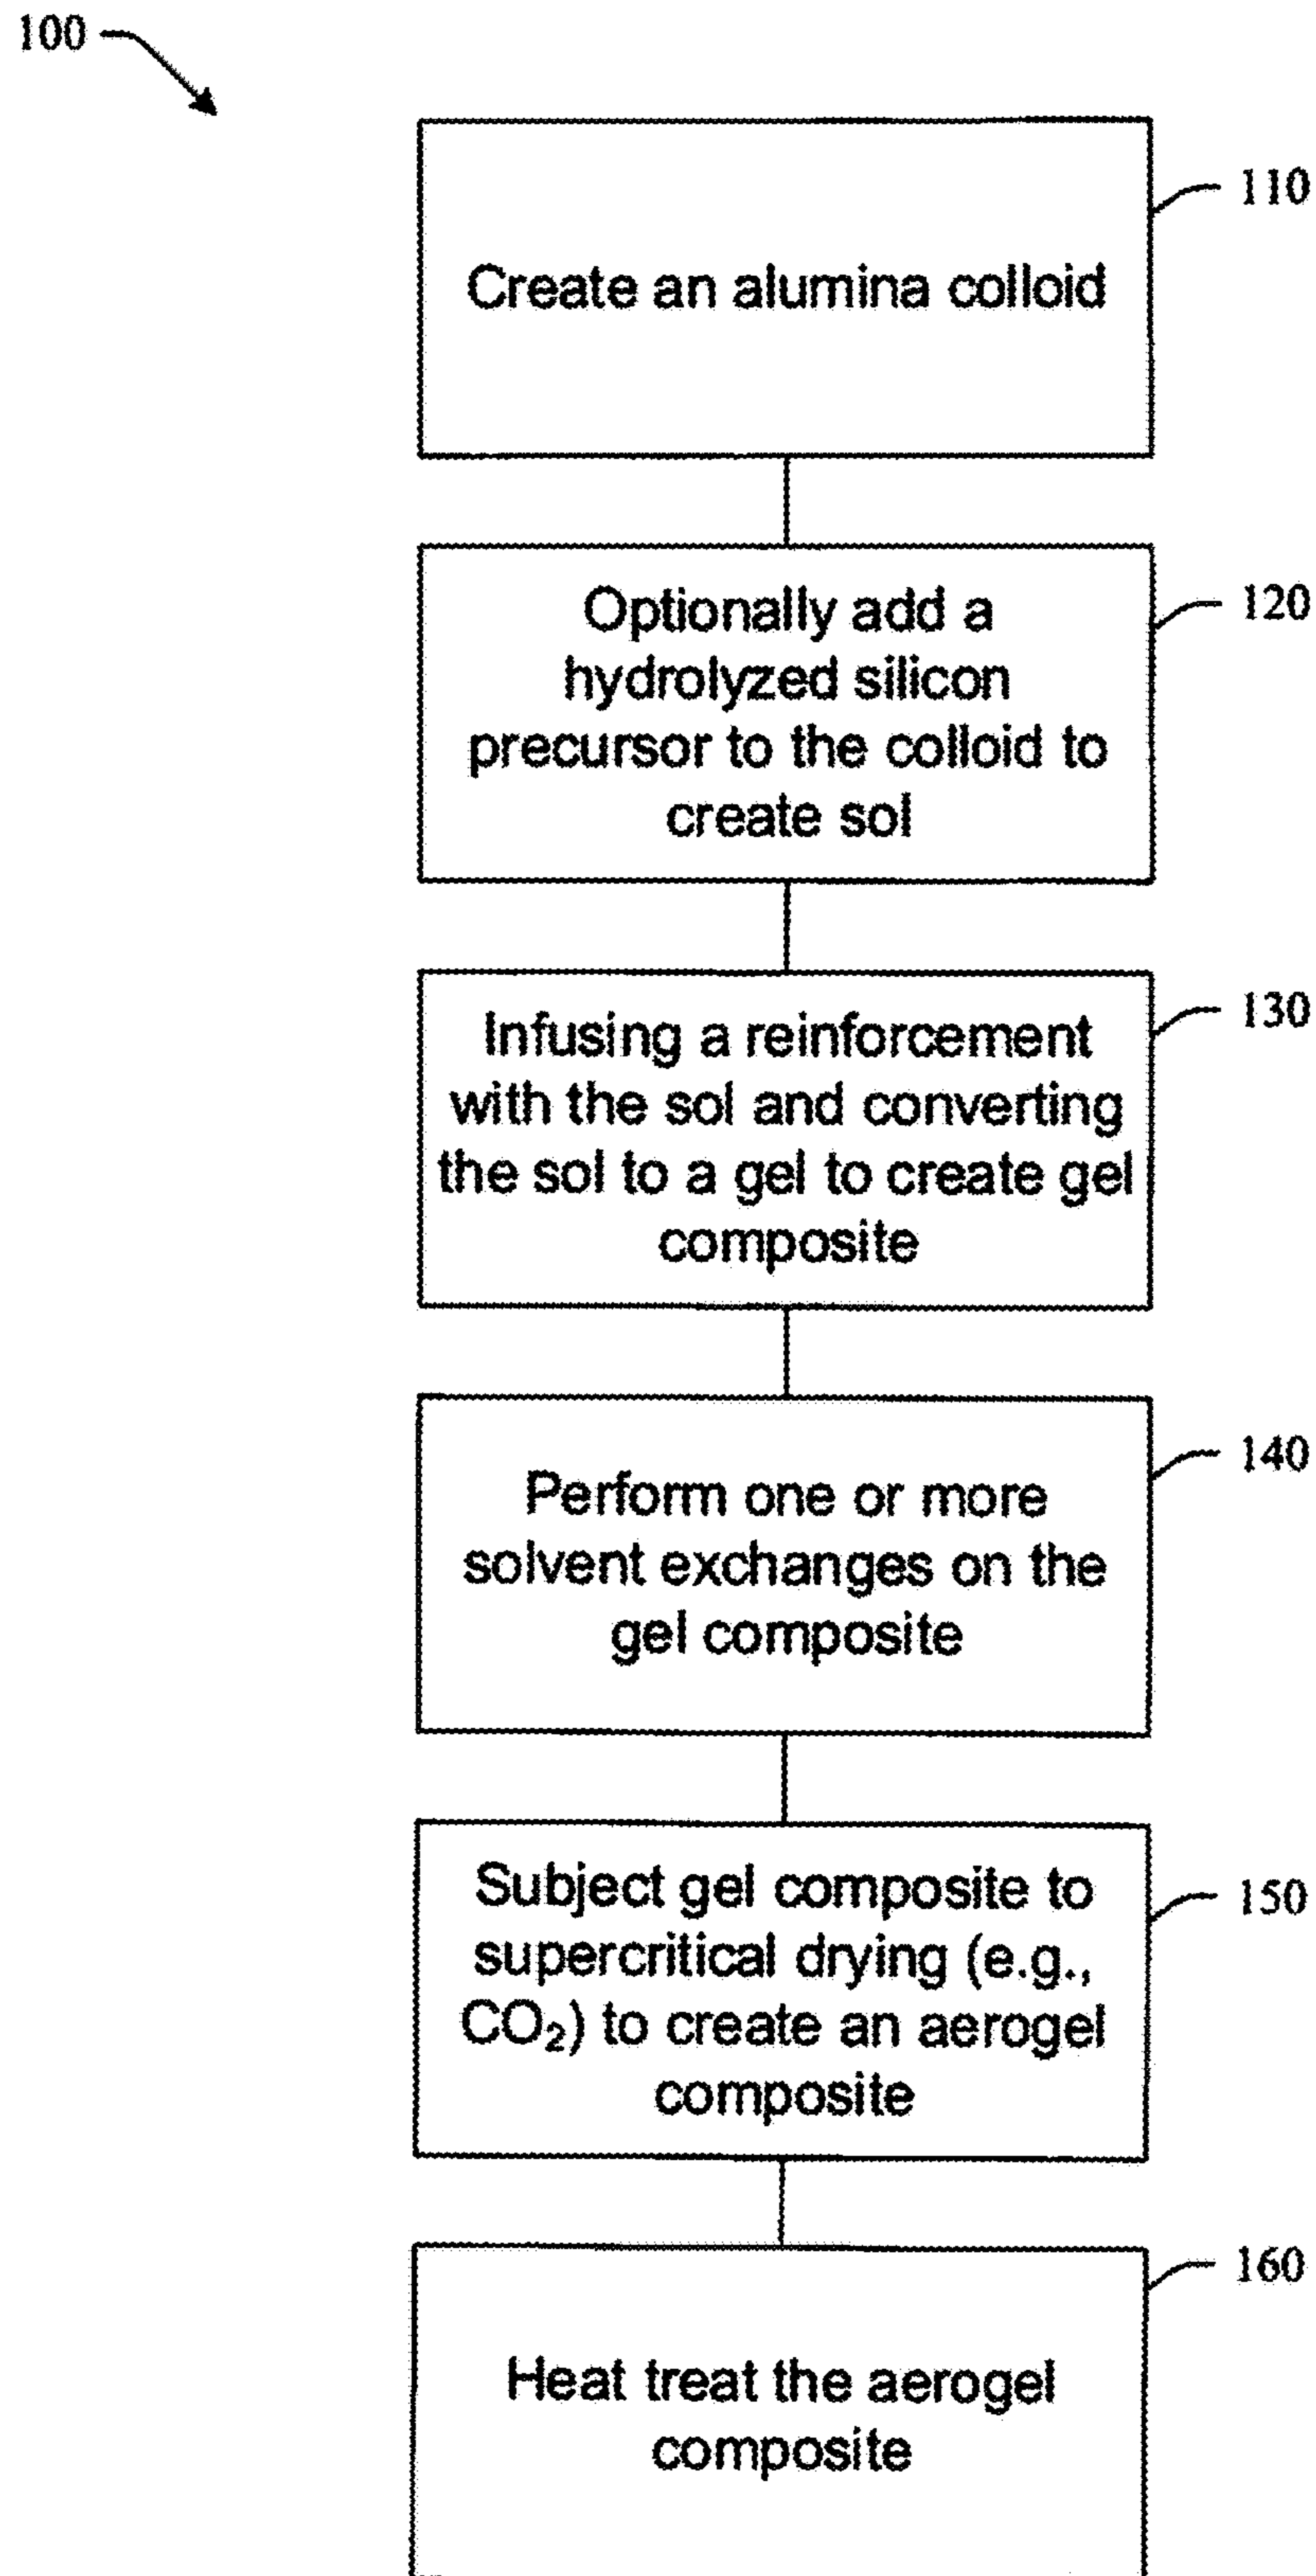 100
110
Create an alumina colloid
120
Optionally add a
hydrolyzed silicon
precursor to the colloid to
create sol
130
Infusing a reinforcement
with the sol and converting
the sol to a gel to create gel
composite
140
Perform one or more
solvent exchanges on the
gel composite
150
Subject gel composite to
supercritical drying (e.g.,
CO₂) to create an aerogel
composite
160
Heat treat the aerogel
composite